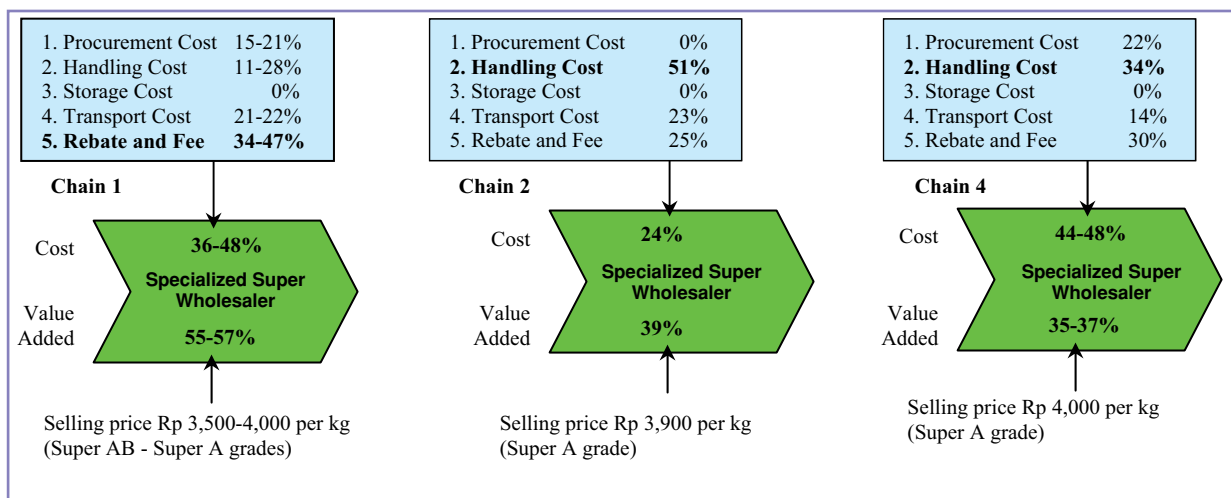 1. Procurement Cost 15-21%
2. Handling Cost 11-28%
3. Storage Cost 0%
4. Transport Cost 21-22%
5. Rebate and Fee 34-47%
Chain 1
Cost
36-48%
Specialized Super
Wholesaler
Value
Added
55-57%
Selling price Rp 3,500-4,000 per kg
(Super AB - Super A grades)
1. Procurement Cost 0%
2. Handling Cost 51%
3. Storage Cost 0%
4. Transport Cost 23%
5. Rebate and Fee 25%
Chain 2
Cost
24%
Specialized Super
Wholesaler
Value
Added
39%
Selling price Rp 3,900 per kg
(Super A grade)
1. Procurement Cost 22%
2. Handling Cost 34%
3. Storage Cost 0%
4. Transport Cost 14%
5. Rebate and Fee 30%
Chain 4
Cost
44-48%
Specialized Super
Wholesaler
Value
Added
35-37%
Selling price Rp 4,000 per kg
(Super A grade)